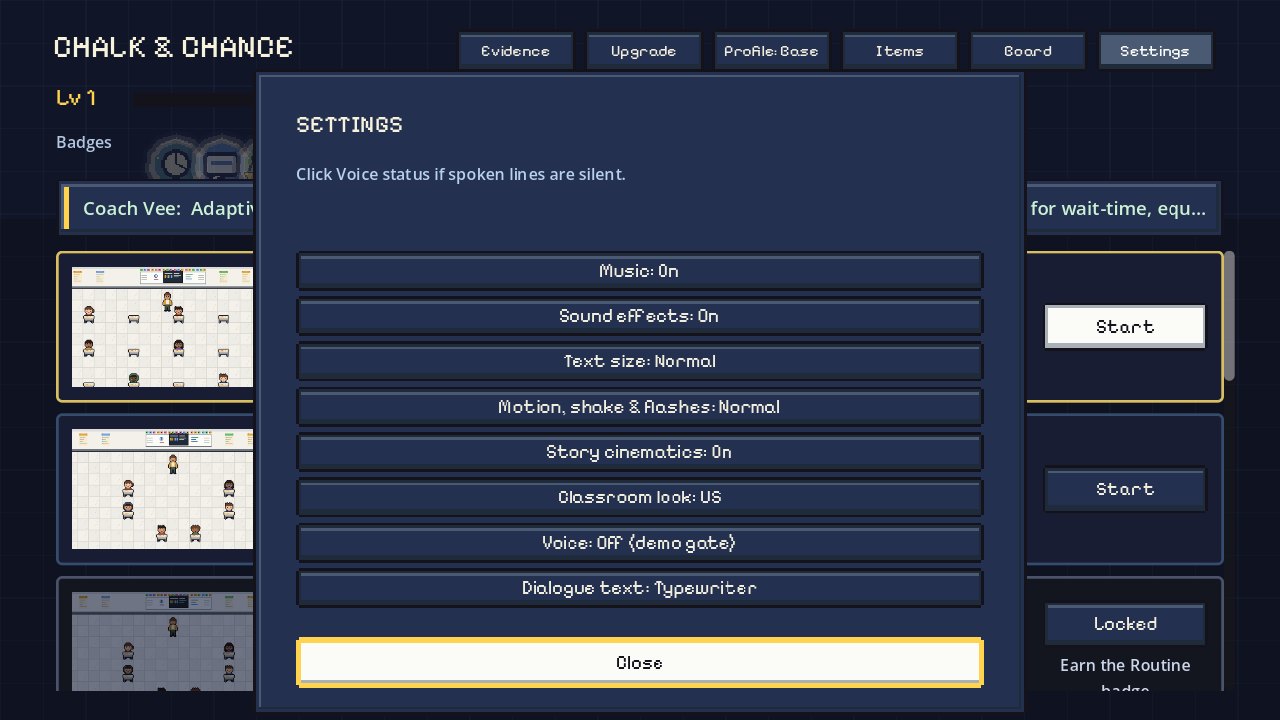 CHALK & CHANCE
Evidence
Upgrade
Profile: Base
Items
Board
Settings
Lv 1
Badges
SETTINGS
Click Voice status if spoken lines are silent.
Coach Vee: Adaptiv
for wait-time, equ...
Music: On
Sound effects: On
Text size: Normal
Motion, shake & flashes: Normal
Story cinematics: On
Classroom look: US
Voice: Off (demo gate)
Dialogue text: Typewriter
Close
Start
Start
Locked
Earn the Routine
badge